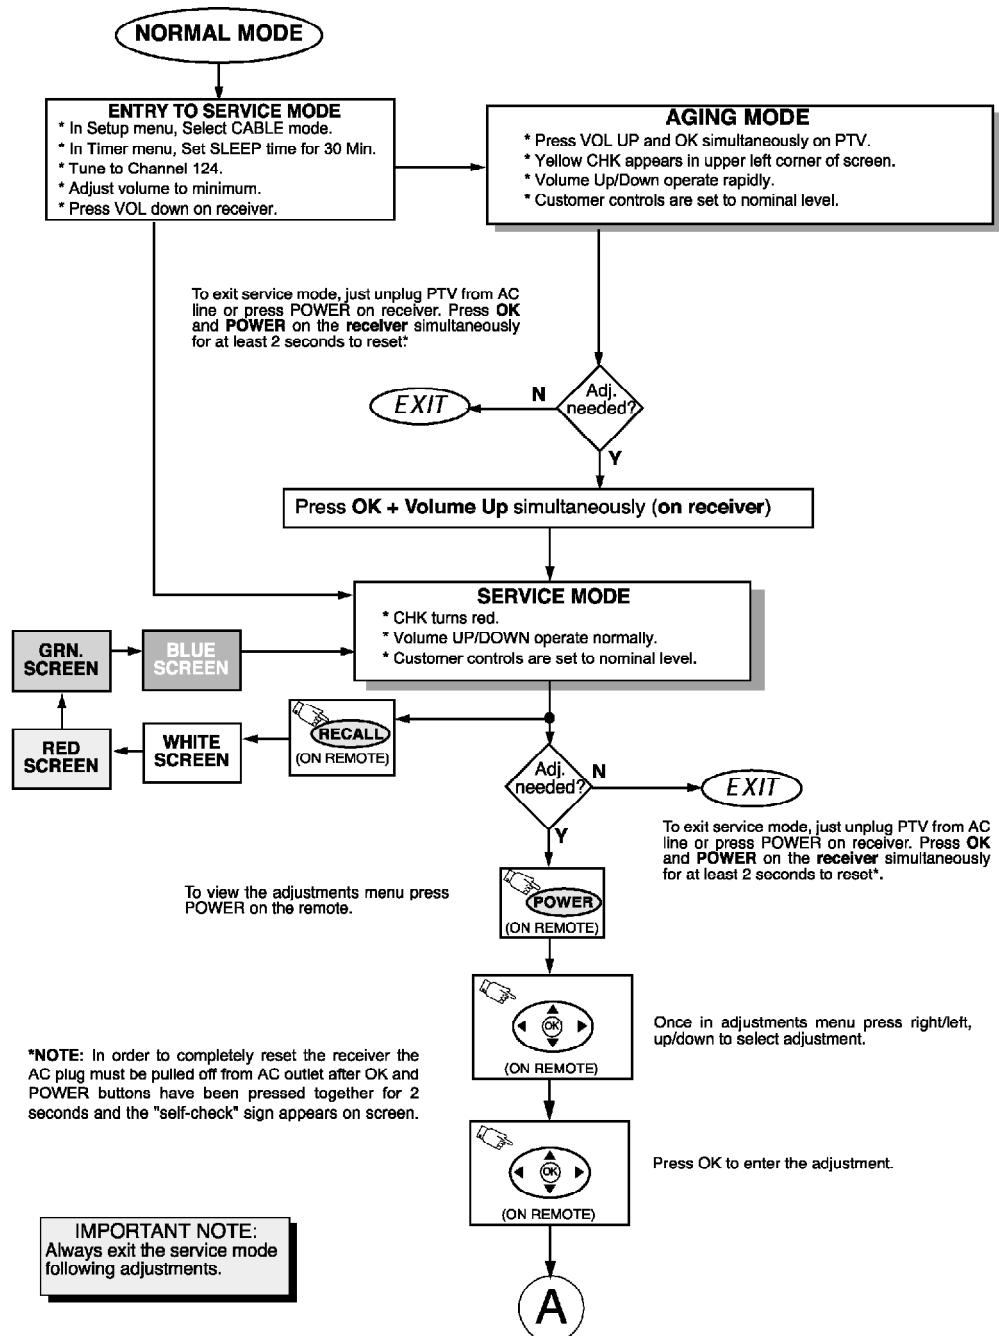 NORMAL MODE
ENTRY TO SERVICE MODE
* In Setup menu, Select CABLE mode.
* In Timer menu, Set SLEEP time for 30 Min.
* Tune to Channel 124.
* Adjust volume to minimum.
* Press VOL down on receiver.
AGING MODE
* Press VOL UP and OK simultaneously on PTV.
* Yellow CHK appears in upper left corner of screen.
* Volume Up/Down operate rapidly.
* Customer controls are set to nominal level.
To exit service mode, just unplug PTV from AC
line or press POWER on receiver. Press OK
and POWER on the receiver simultaneously
for at least 2 seconds to reset.*
Adj.
needed?
N
EXIT
Y
Press OK + Volume Up simultaneously (on receiver)
SERVICE MODE
* CHK turns red.
* Volume UP/DOWN operate normally.
* Customer controls are set to nominal level.
GRN.
SCREEN
BLUE
SCREEN
RED
SCREEN
WHITE
SCREEN
RECALL
(ON REMOTE)
Adj.
needed?
N
EXIT
Y
To exit service mode, just unplug PTV from AC
line or press POWER on receiver. Press OK
and POWER on the receiver simultaneously
for at least 2 seconds to reset*.
To view the adjustments menu press
POWER on the remote.
POWER
(ON REMOTE)
OK
(ON REMOTE)
Once in adjustments menu press right/left,
up/down to select adjustment.
*NOTE: In order to completely reset the receiver the
AC plug must be pulled off from AC outlet after OK and
POWER buttons have been pressed together for 2
seconds and the "self-check" sign appears on screen.
OK
(ON REMOTE)
Press OK to enter the adjustment.
IMPORTANT NOTE:
Always exit the service mode
following adjustments.
A